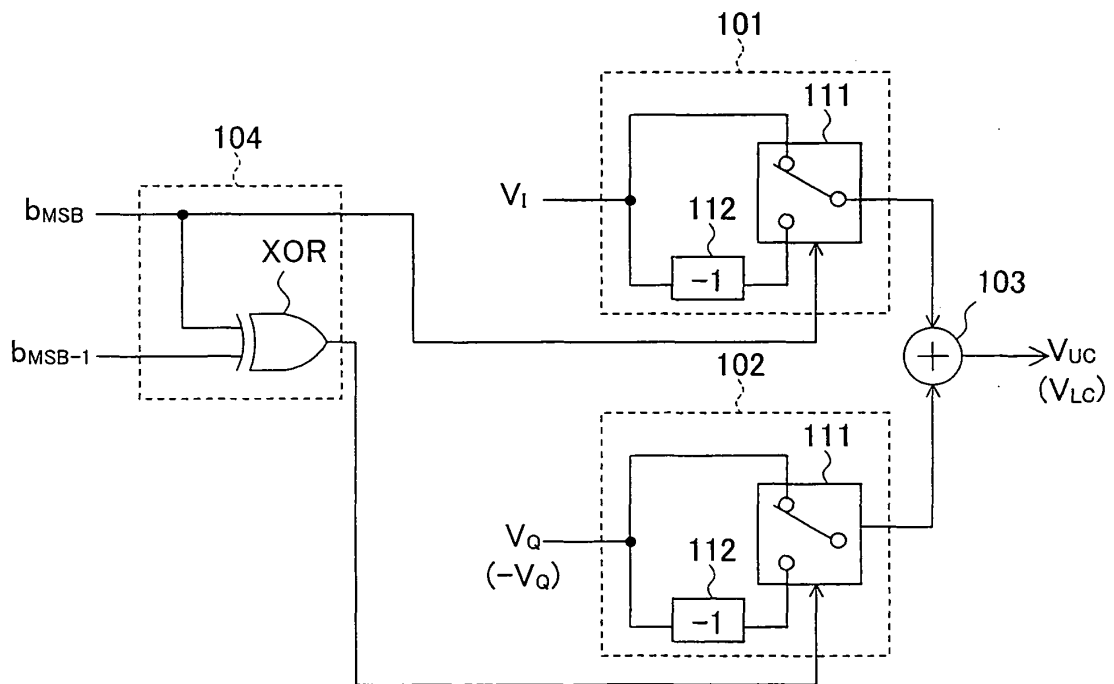 101
111
104
bMSB
VI
112
XOR
-1
103
bMSB-1
VUC
(VLC)
102
111
VQ
(-VQ)
112
-1